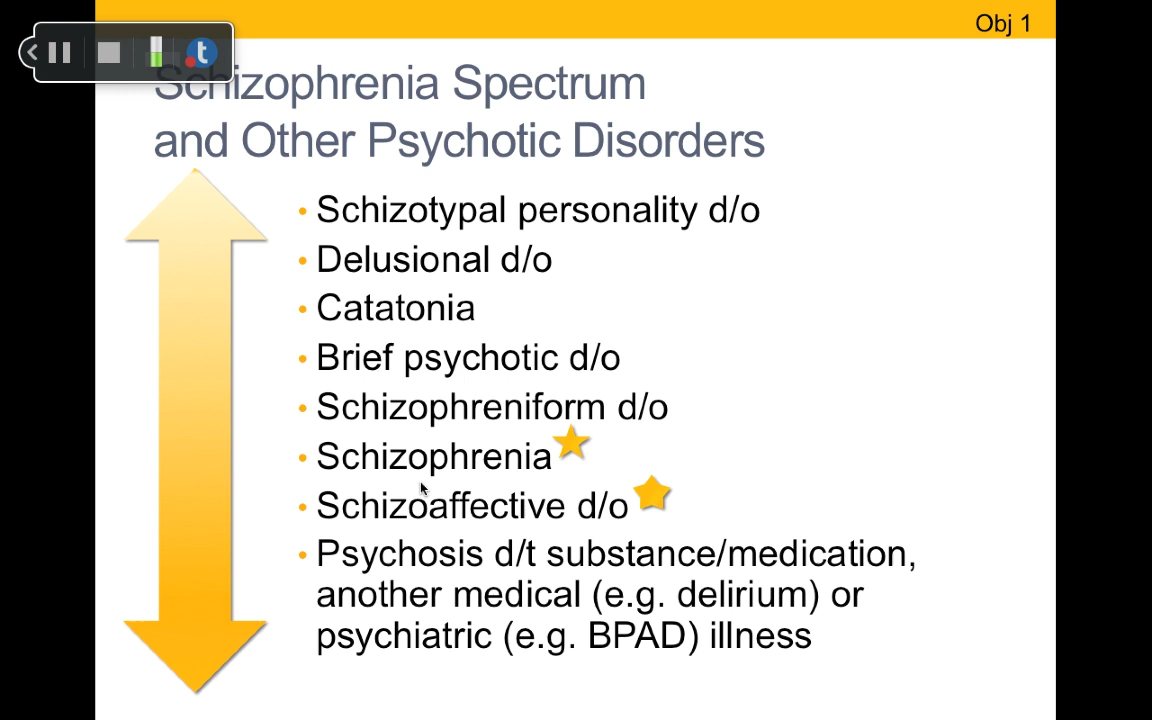 Obj 1
t
Schizophrenia Spectrum
and Other Psychotic Disorders
• Schizotypal personality d/o
• Delusional d/o
• Catatonia
• Brief psychotic d/o
• Schizophreniform d/o
• Schizophrenia
• Schizoaffective d/o
• Psychosis d/t substance/medication,
another medical (e.g. delirium) or
psychiatric (e.g. BPAD) illness